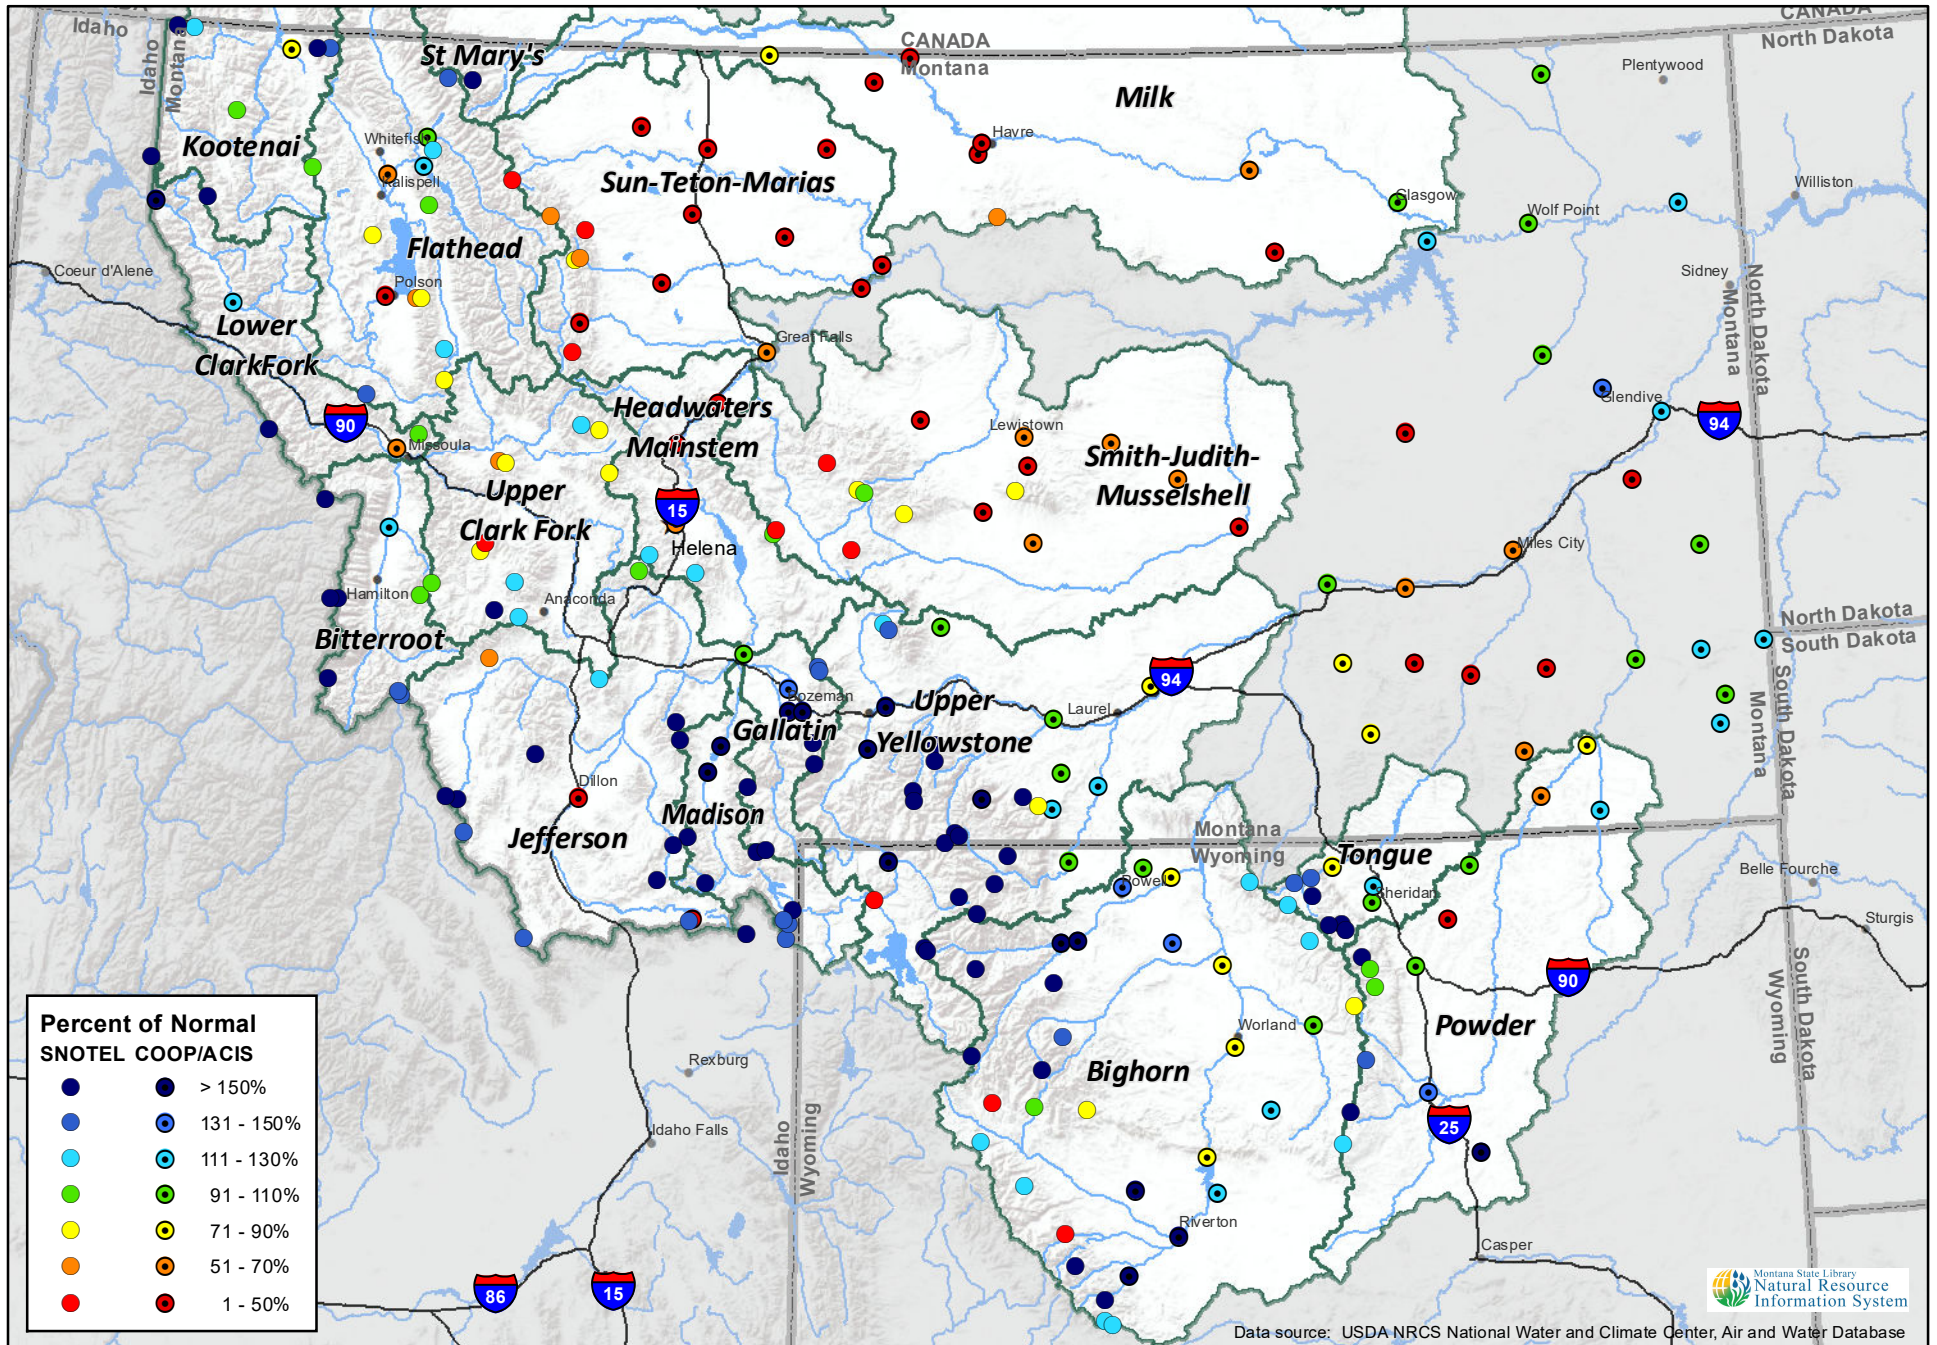 CANADA
Idaho
Idaho
Montana
St Mary's
CANADA
Montana
Milk
CANADA
North Dakota
Plentywood
Whitefish
Havre
Kootenai
Kalispell
Sun-Teton-Marias
Glasgow
Wolf Point
Williston
Flathead
Coeur d'Alene
Polson
Sidney
North Dakota
Montana
Lower
ClarkFork
Great Falls
Glendive
90
Missoula
Headwaters
Mainstem
Lewistown
Smith-Judith-
Musselshell
94
Upper
Clark Fork
15
Helena
Miles City
Hamilton
Anaconda
Bitterroot
North Dakota
South Dakota
94
Bozeman
Upper
Yellowstone
Laurel
Gallatin
South Dakota
Montana
Dillon
Madison
Jefferson
Montana
Wyoming
Tongue
Powell
Sheridan
Belle Fourche
Sturgis
90
South Dakota
Wyoming
Powder
Worland
Bighorn
Rexburg
Idaho Falls
Idaho
Wyoming
25
Riverton
Casper
86
15
Percent of Normal
SNOTEL COOP/ACIS
> 150%
131 - 150%
111 - 130%
91 - 110%
71 - 90%
51 - 70%
1 - 50%
Montana State Library
Natural Resource
Information System
Data source: USDA NRCS National Water and Climate Center, Air and Water Database